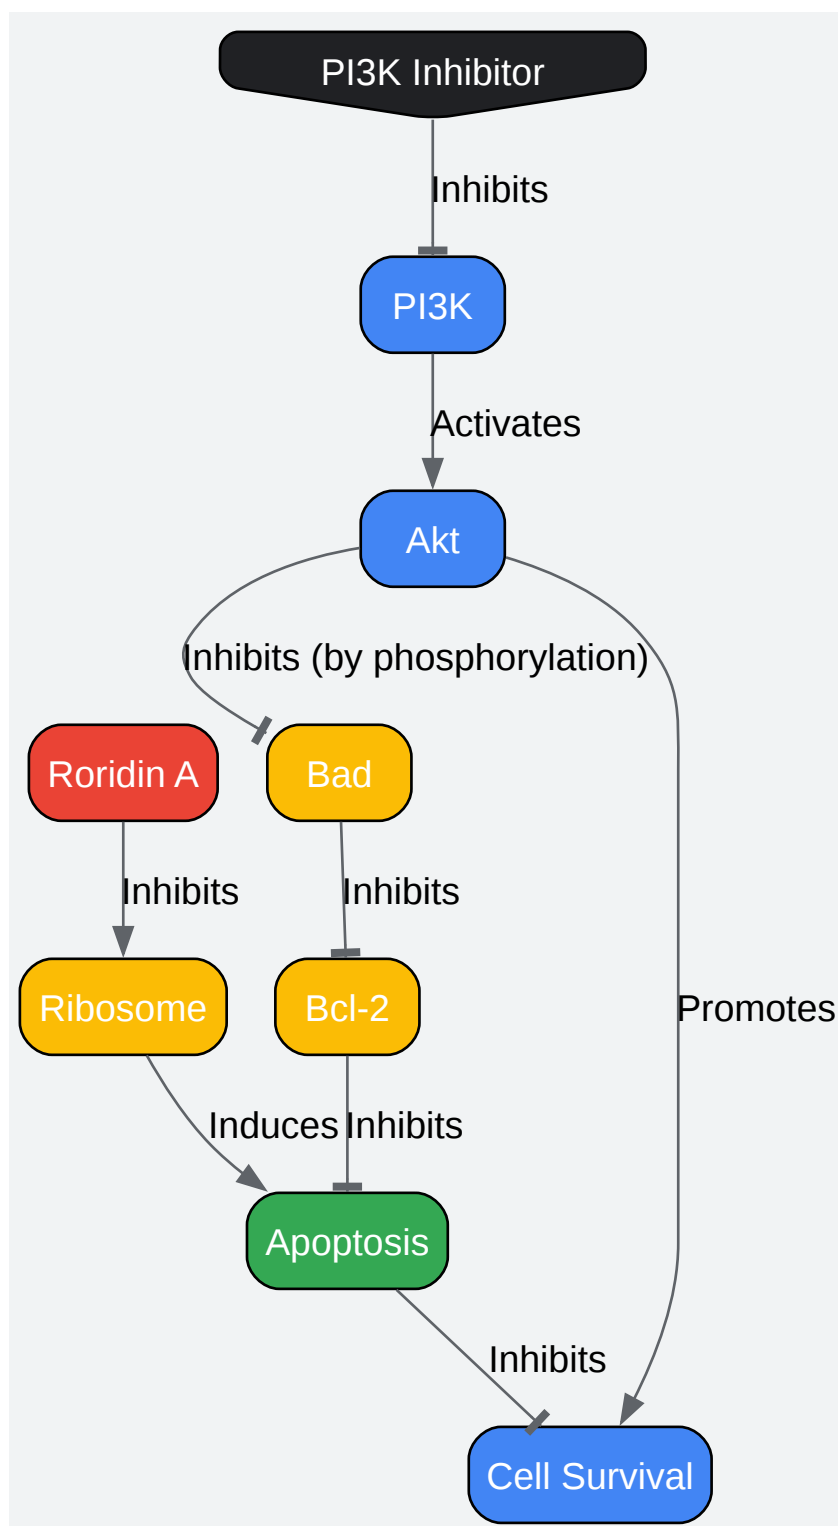 PI3K Inhibitor
Inhibits
PI3K
Activates
Akt
Inhibits (by phosphorylation)
Roridin A
Bad
Inhibits
Inhibits
Ribosome
Bcl-2
Promotes
Induces
Inhibits
Apoptosis
Inhibits
Cell Survival